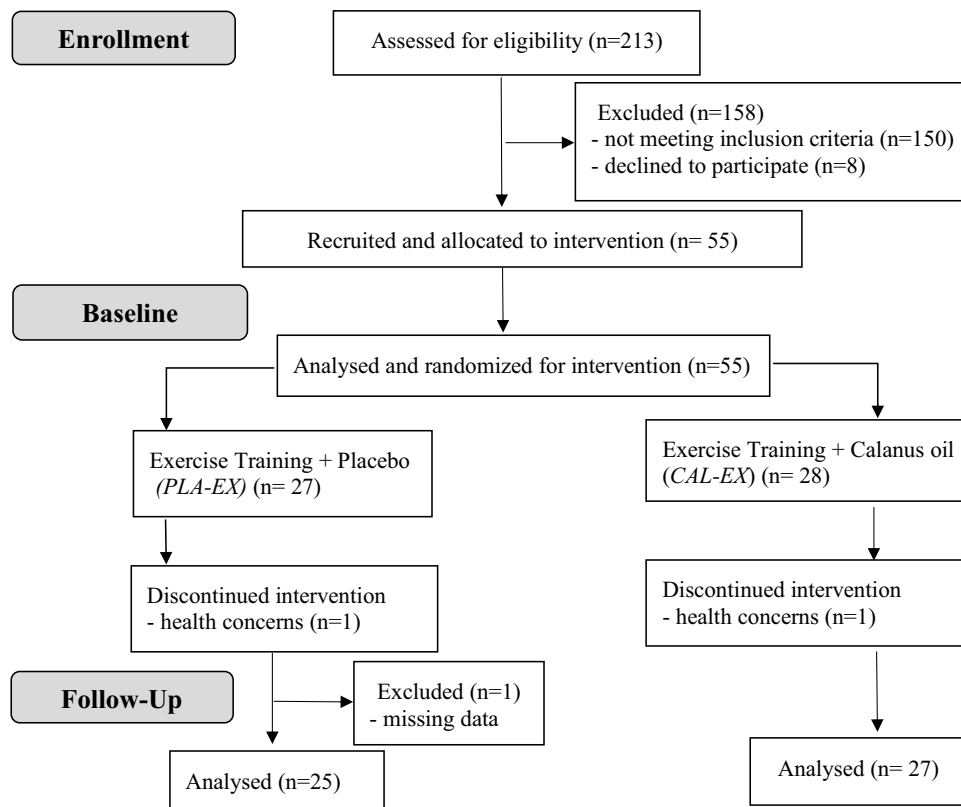 Enrollment
Assessed for eligibility (n=213)
Excluded (n=158)
- not meeting inclusion criteria (n=150)
- declined to participate (n=8)
Recruited and allocated to intervention (n= 55)
Baseline
Analysed and randomized for intervention (n=55)
Exercise Training + Placebo
(PLA-EX) (n= 27)
Exercise Training + Calanus oil
(CAL-EX) (n= 28)
Discontinued intervention
- health concerns (n=1)
Discontinued intervention
- health concerns (n=1)
Follow-Up
Excluded (n=1)
- missing data
Analysed (n=25)
Analysed (n= 27)